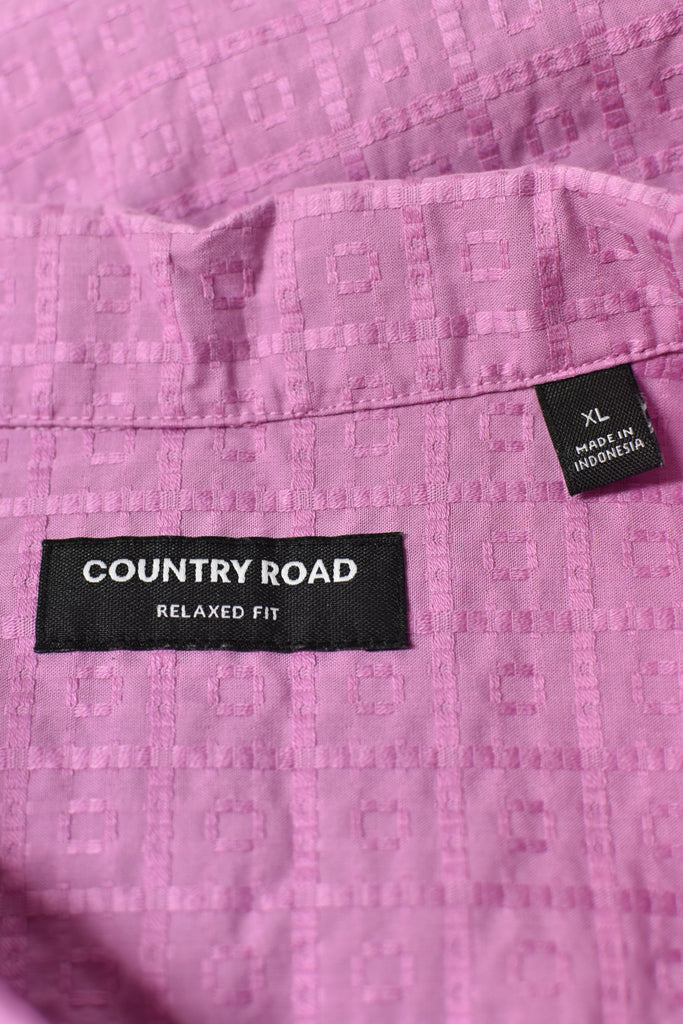 XL
MADE IN
INDONESIA
COUNTRY ROAD
RELAXED FIT